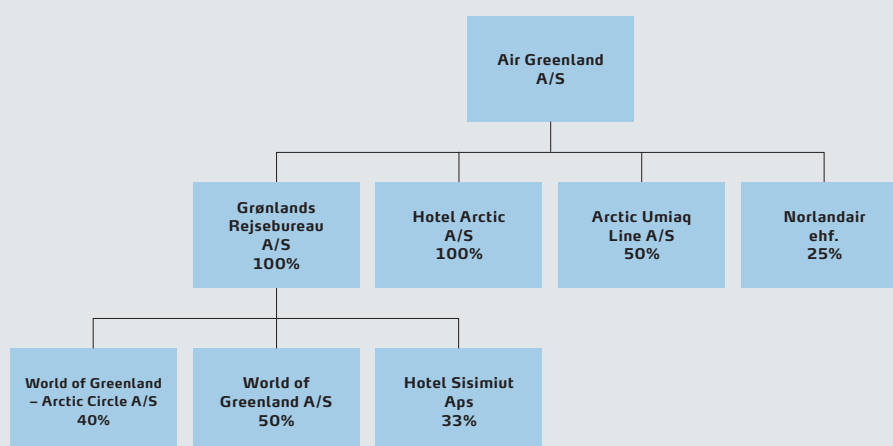 Air Greenland
A/S
Grønlands
Rejsebureau
A/S
100%
Hotel Arctic
A/S
100%
Arctic Umiaq
Line A/S
50%
Norlandair
ehf.
25%
World of Greenland
– Arctic Circle A/S
40%
World of
Greenland A/S
50%
Hotel Sisimiut
Aps
33%